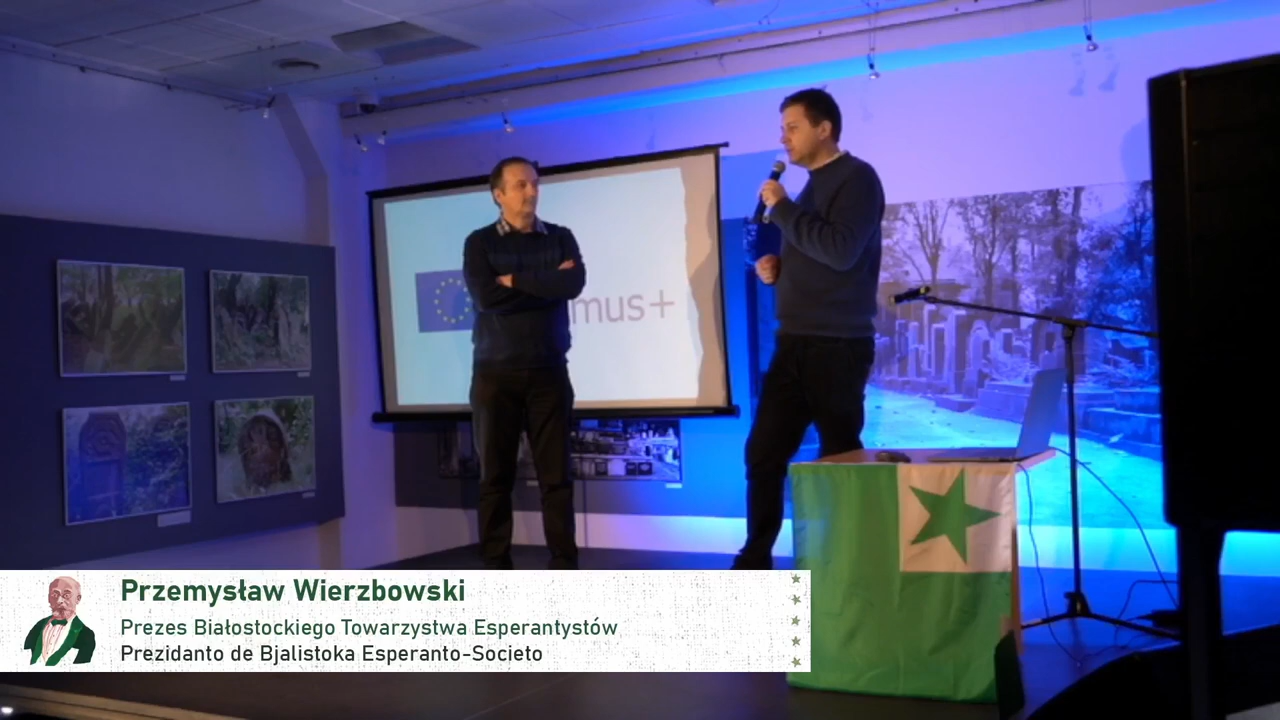 mus+
Przemysław Wierzbowski
Prezes Białostockiego Towarzystwa Esperantystów
Prezidanto de Bjalistoka Esperanto-Societo